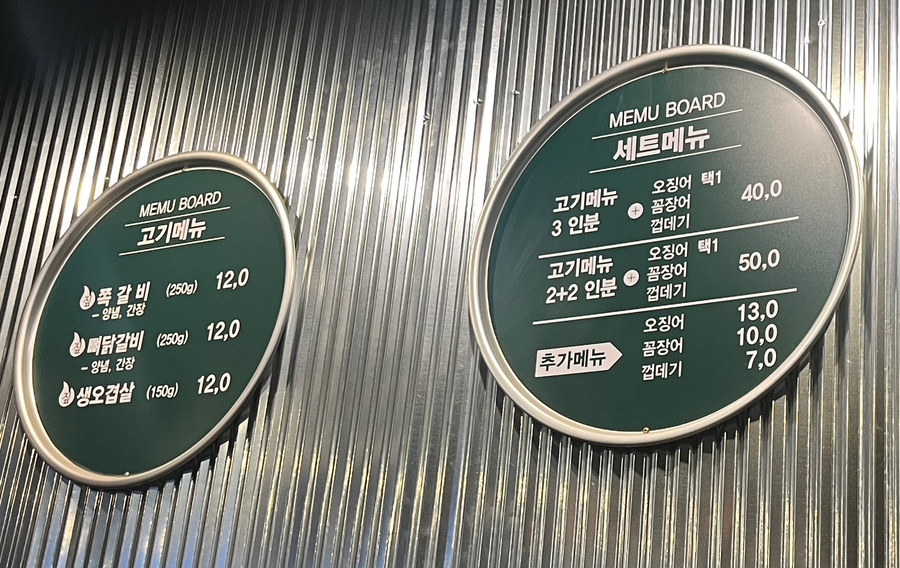 MEMU BOARD
고기메뉴
쪽갈비 (250g) 12,0
- 양념, 간장
뼈닭갈비 (250g) 12,0
- 양념, 간장
생오겹살 (150g) 12,0
MEMU BOARD
세트메뉴
고기메뉴
3 인분
+
오징어 택1
꼼장어
껍데기
40,0
고기메뉴
2+2 인분
+
오징어 택1
꼼장어
껍데기
50,0
추가메뉴
오징어 13,0
꼼장어 10,0
껍데기 7,0